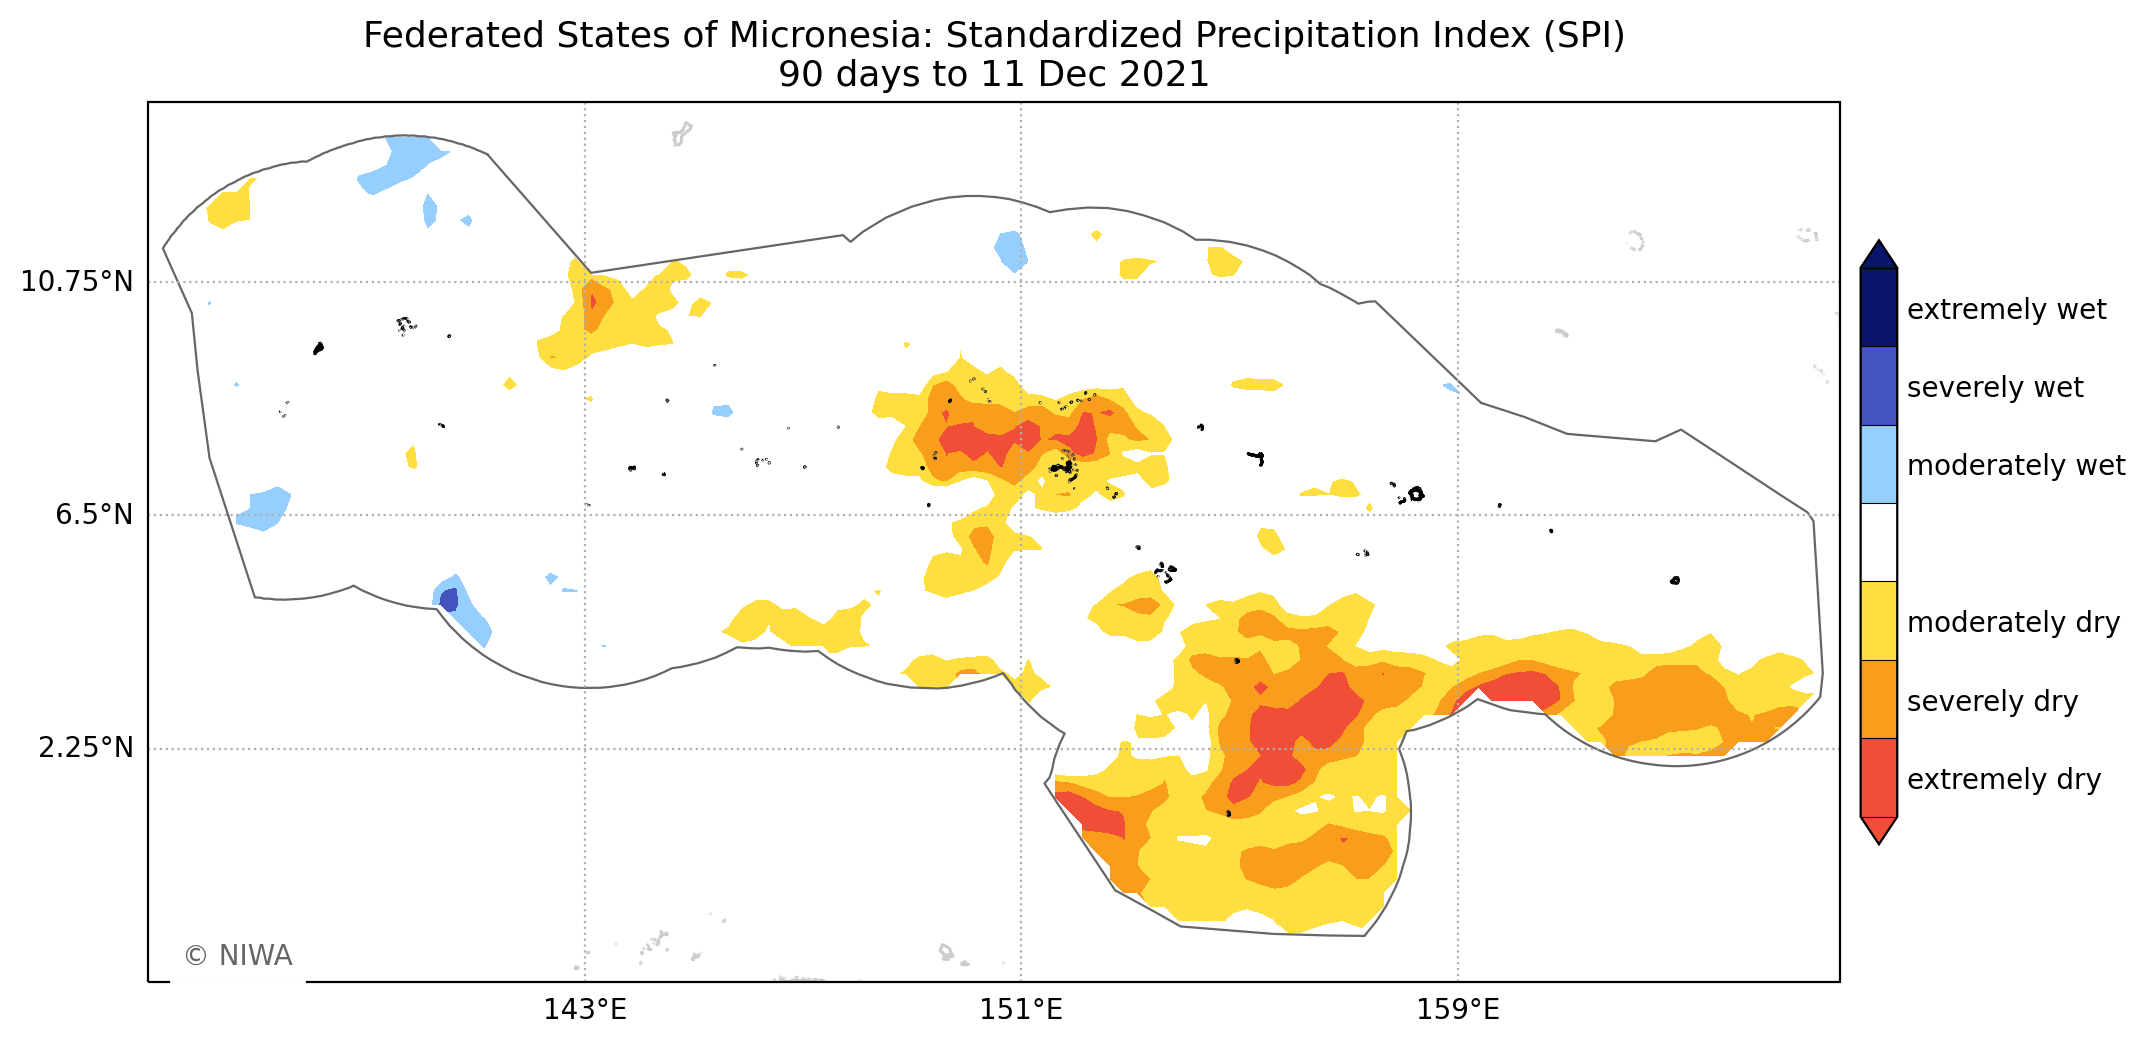 Federated States of Micronesia: Standardized Precipitation Index (SPI)
90 days to 11 Dec 2021
10.75°N
6.5°N
2.25°N
143°E
151°E
159°E
extremely wet
severely wet
moderately wet
moderately dry
severely dry
extremely dry
© NIWA